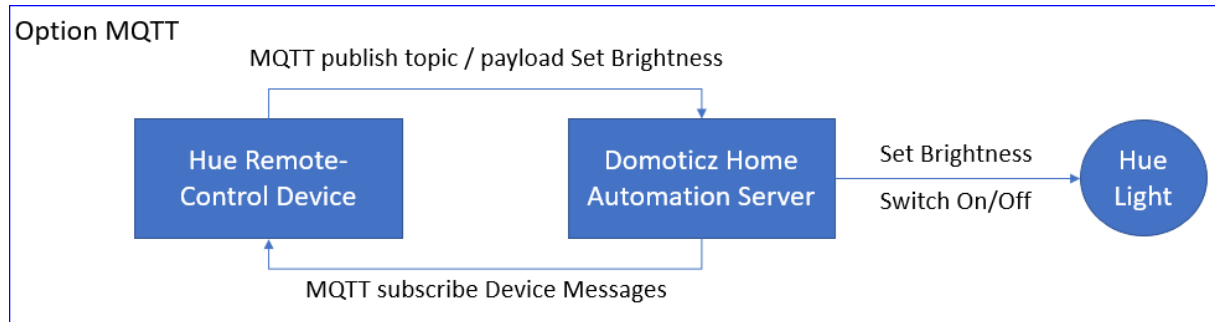 Option MQTT
MQTT publish topic / payload Set Brightness
Hue Remote-
Control Device
Domoticz Home
Automation Server
Set Brightness
Switch On/Off
Hue
Light
MQTT subscribe Device Messages